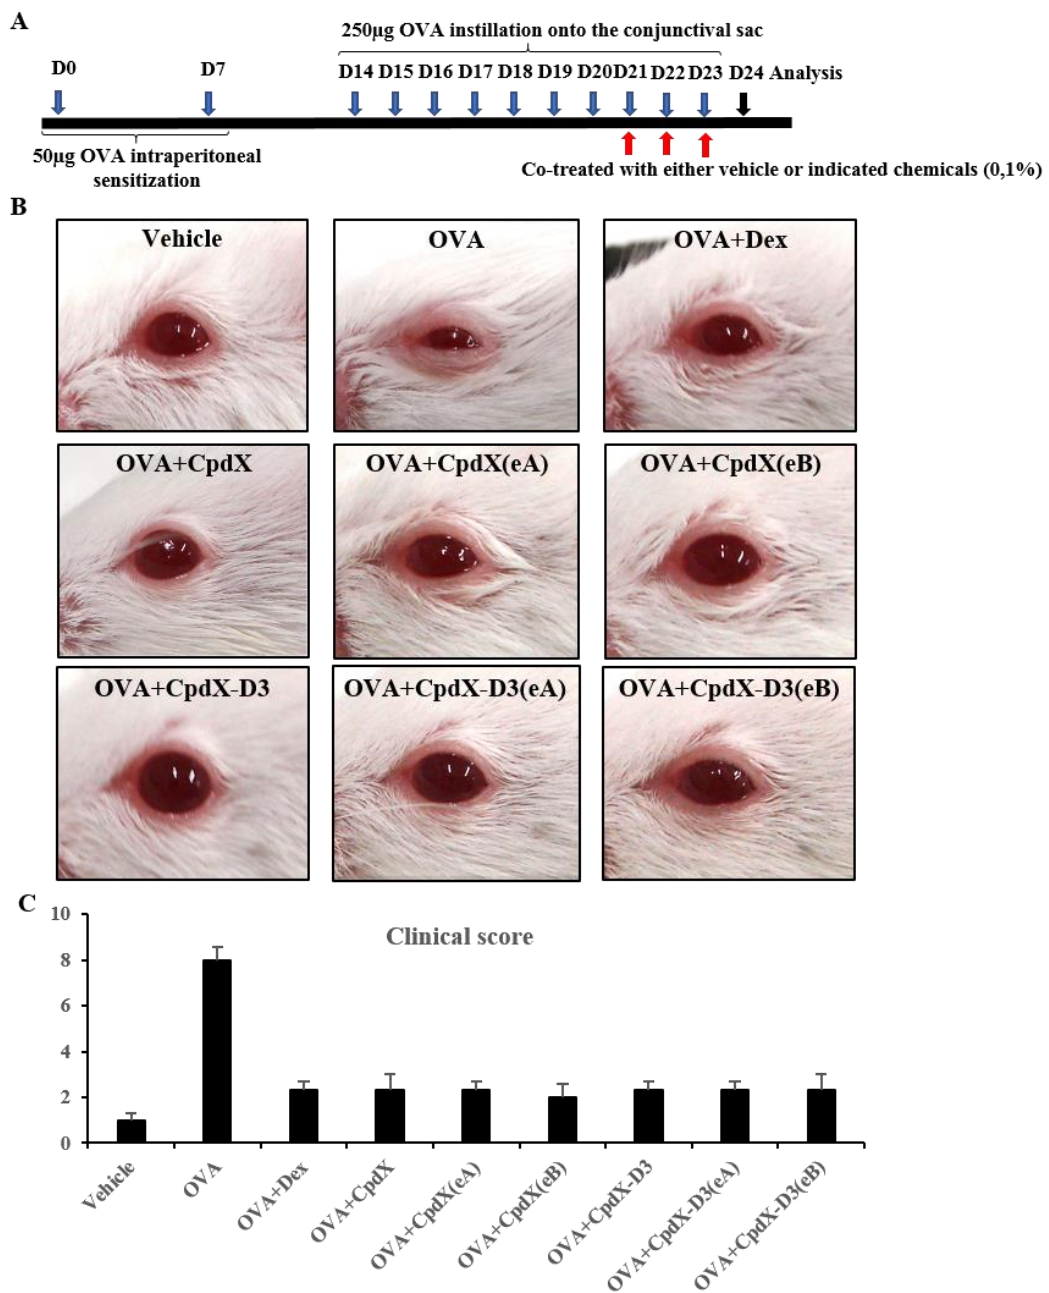 A
250µg OVA instillation onto the conjunctival sac
D0 D7 D14 D15 D16 D17 D18 D19 D20 D21 D22 D23 D24 Analysis
50µg OVA intraperitoneal
sensitization
Co-treated with either vehicle or indicated chemicals (0,1%)
B
Vehicle OVA OVA+Dex
OVA+CpdX OVA+CpdX(eA) OVA+CpdX(eB)
OVA+CpdX-D3 OVA+CpdX-D3(eA) OVA+CpdX-D3(eB)
C
Clinical score
10
8
6
4
2
0
Vehicle
OVA
OVA+Dex
OVA+CpdX
OVA+CpdX(eA)
OVA+CpdX(eB)
OVA+CpdX-D3
OVA+CpdX-D3(eA)
OVA+CpdX-D3(eB)